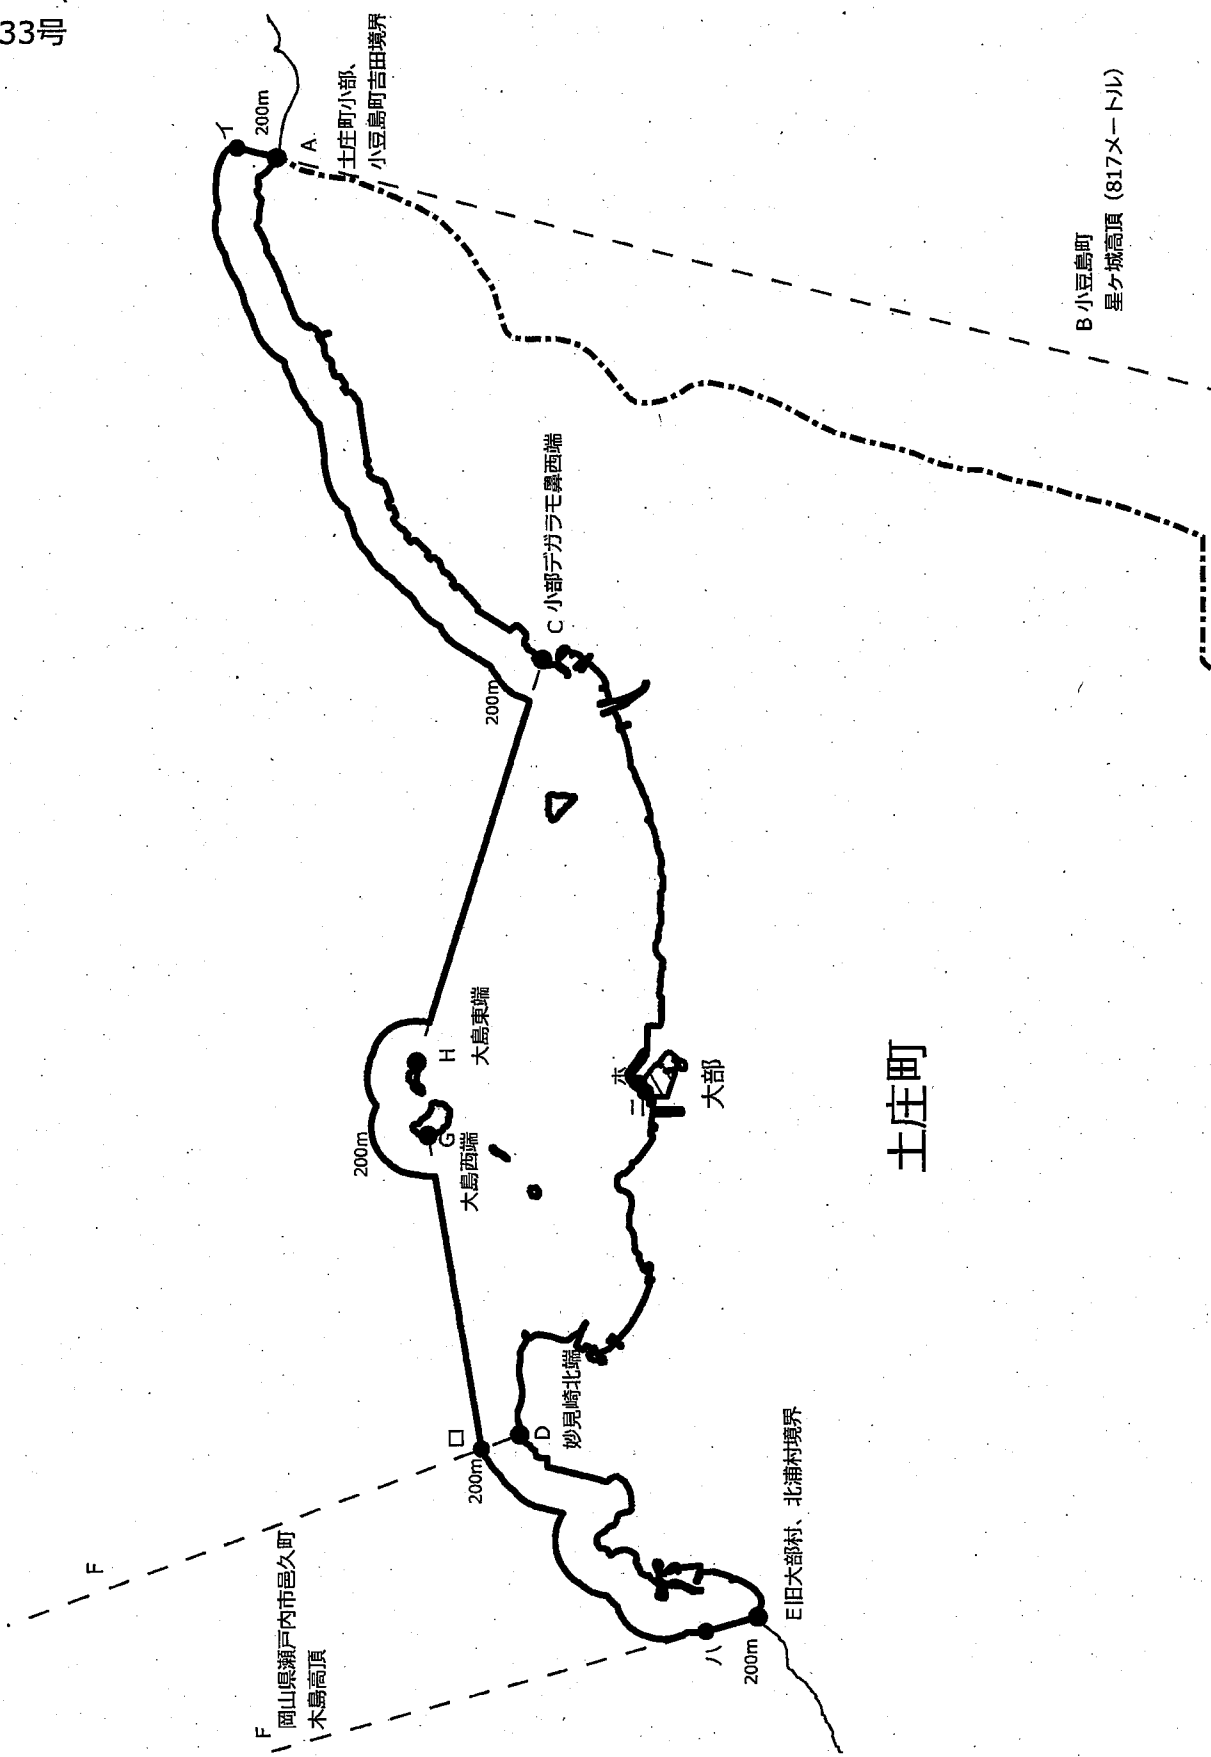 33号
イ
200m
A
土庄町小部、
小豆島町吉田境界
B 小豆島町
星ケ城高頂（817メートル）
C 小部デガラモ鼻西端
200m
H
大島東端
200m
G
大島西端
ホ
ニ
大部
土庄町
ロ
200m
D
妙見崎北端
F
F
岡山県瀬戸内市邑久町
木島高頂
ハ
200m
E旧大部村、北浦村境界